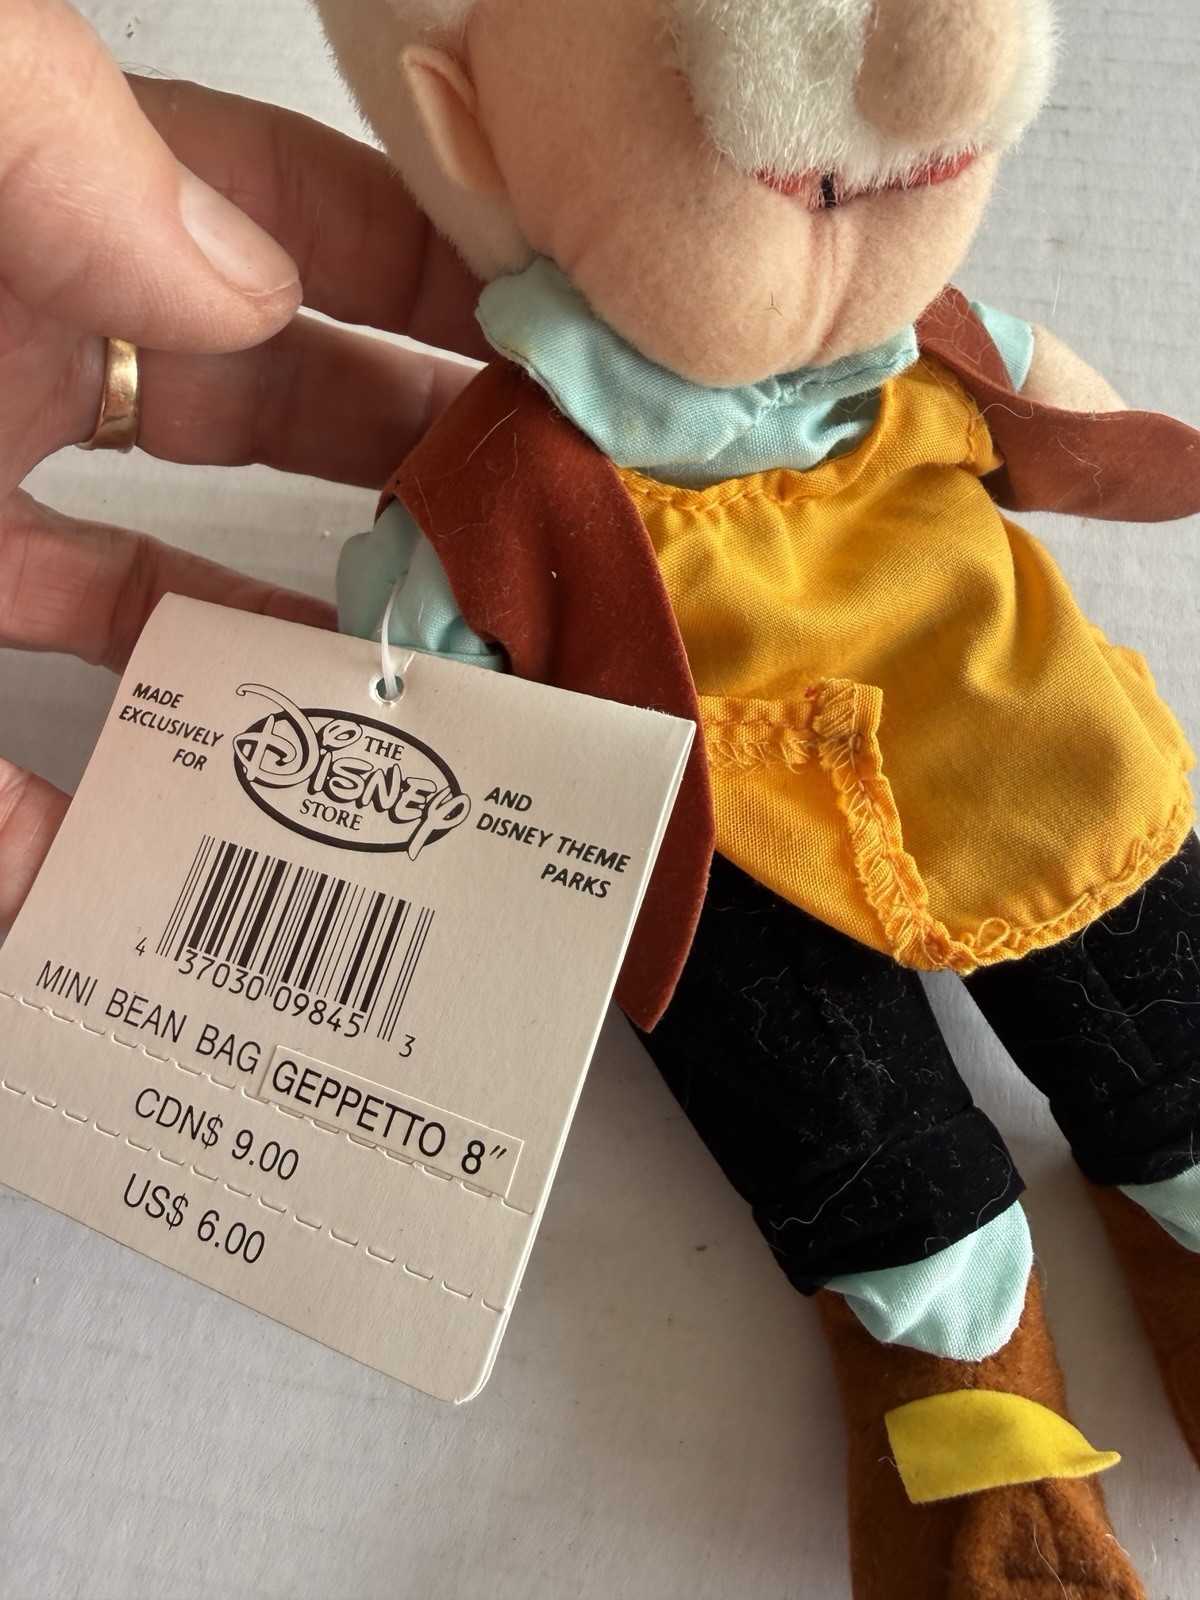 MADE
EXCLUSIVELY
FOR
THE
DISNEY
STORE
AND
DISNEY THEME
PARKS
4 37030 09845 3
MINI BEAN BAG GEPPETTO 8"
CDN$ 9.00
US$ 6.00